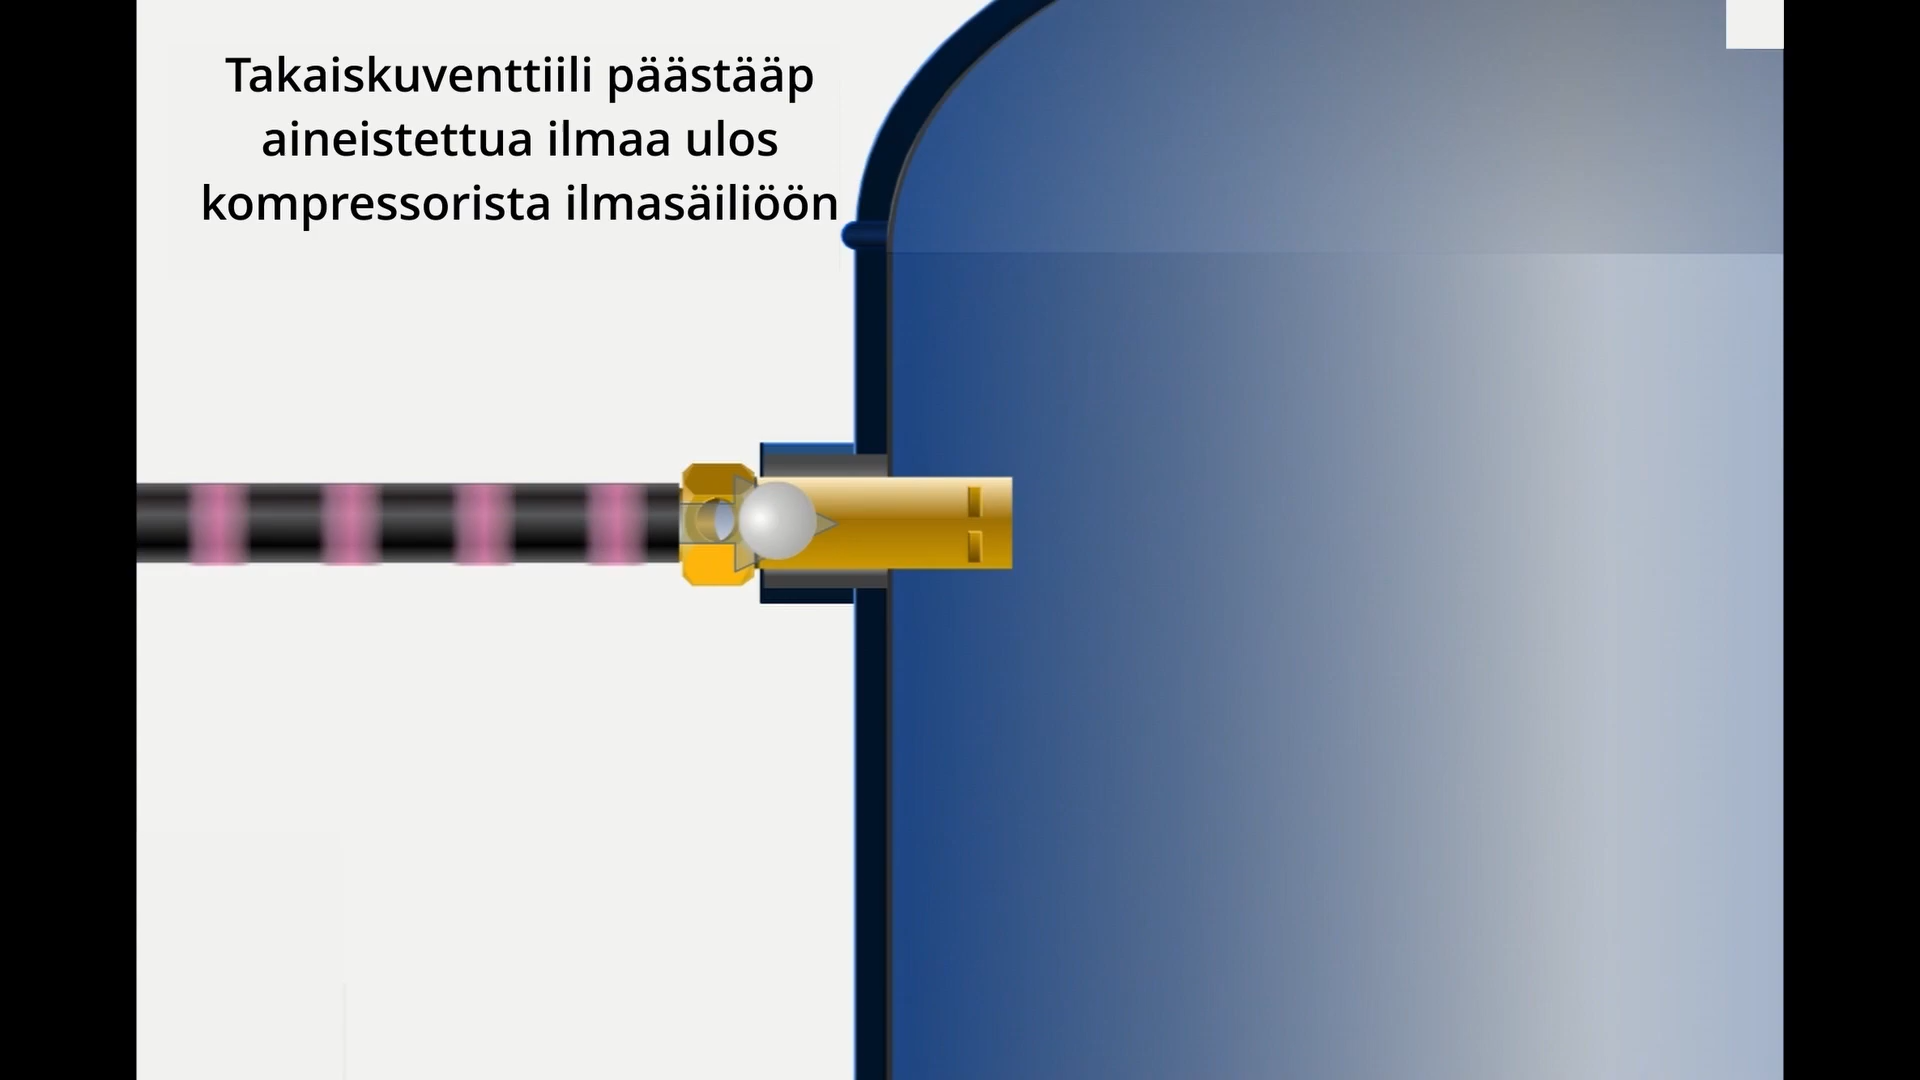 Takaiskuventtiili päästääp
aineistettua ilmaa ulos
kompressorista ilmasäiliöön